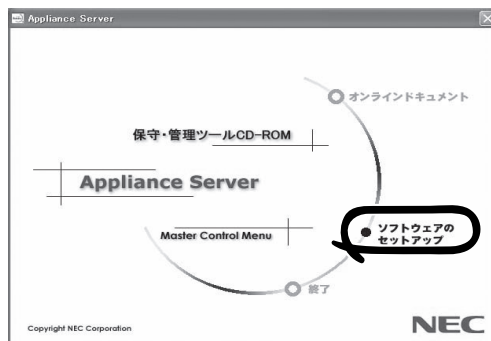 Appliance Server
オンラインドキュメント
保守・管理ツールCD-ROM
Appliance Server
ソフトウェアの
セットアップ
Master Control Menu
終了
Copyright NEC Corporation
NEC